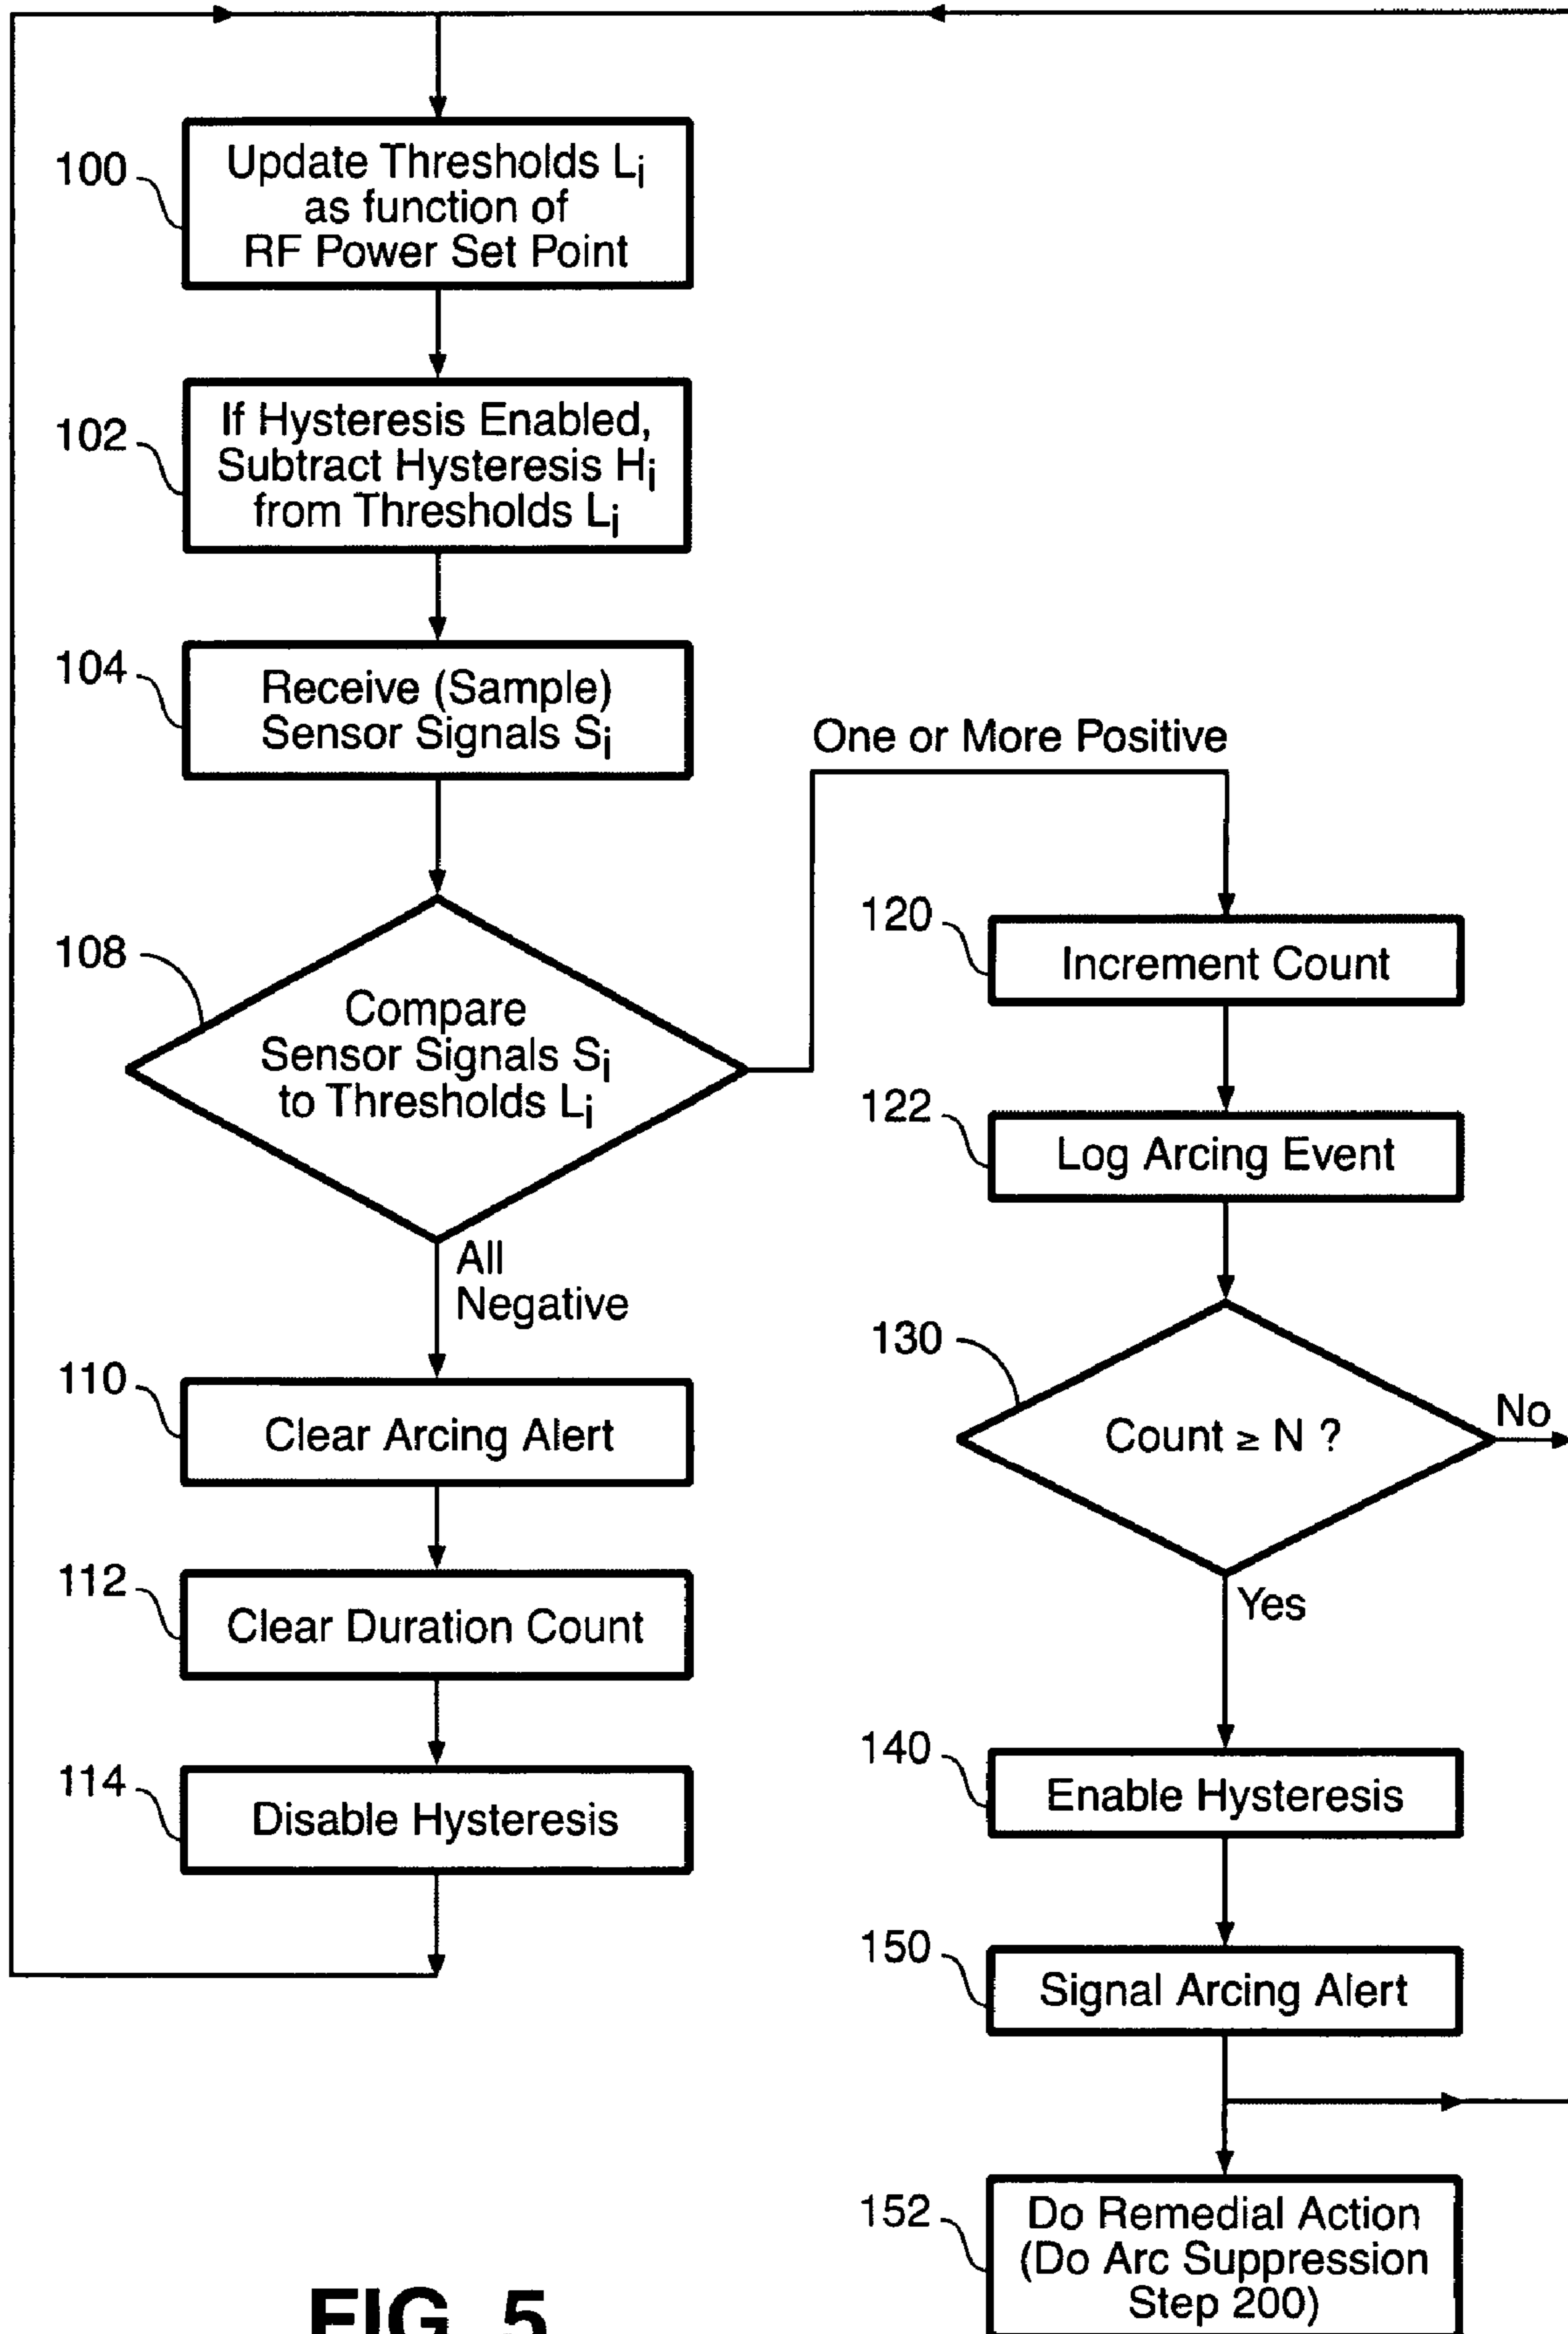 100
Update Thresholds Li
as function of
RF Power Set Point
102
If Hysteresis Enabled,
Subtract Hysteresis Hi
from Thresholds Li
104
Receive (Sample)
Sensor Signals Si
One or More Positive
108
Compare
Sensor Signals Si
to Thresholds Li
All
Negative
110
Clear Arcing Alert
112
Clear Duration Count
114
Disable Hysteresis
120
Increment Count
122
Log Arcing Event
130
Count ≥ N ?
No
Yes
140
Enable Hysteresis
150
Signal Arcing Alert
152
Do Remedial Action
(Do Arc Suppression
Step 200)
FIG. 5